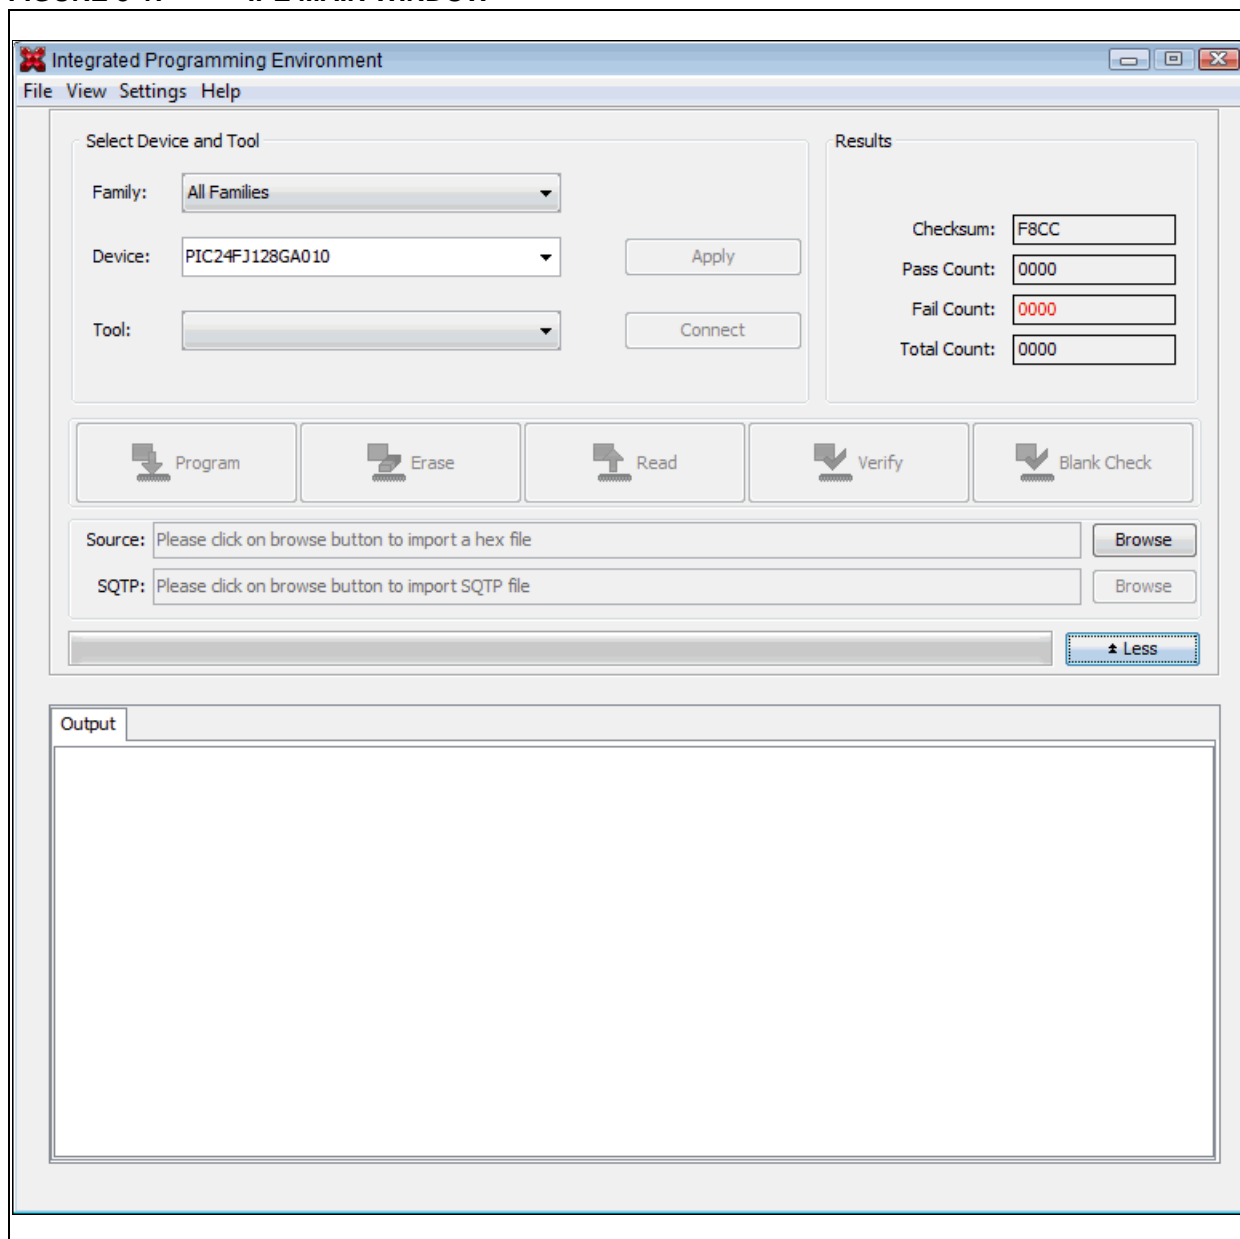 Integrated Programming Environment
File View Settings Help
Select Device and Tool
Family: All Families
Device: PIC24FJ128GA010 Apply
Tool: Connect
Results
Checksum: F8CC
Pass Count: 0000
Fail Count: 0000
Total Count: 0000
Program Erase Read Verify Blank Check
Source: Please click on browse button to import a hex file Browse
SQTP: Please click on browse button to import SQTP file Browse
Less
Output